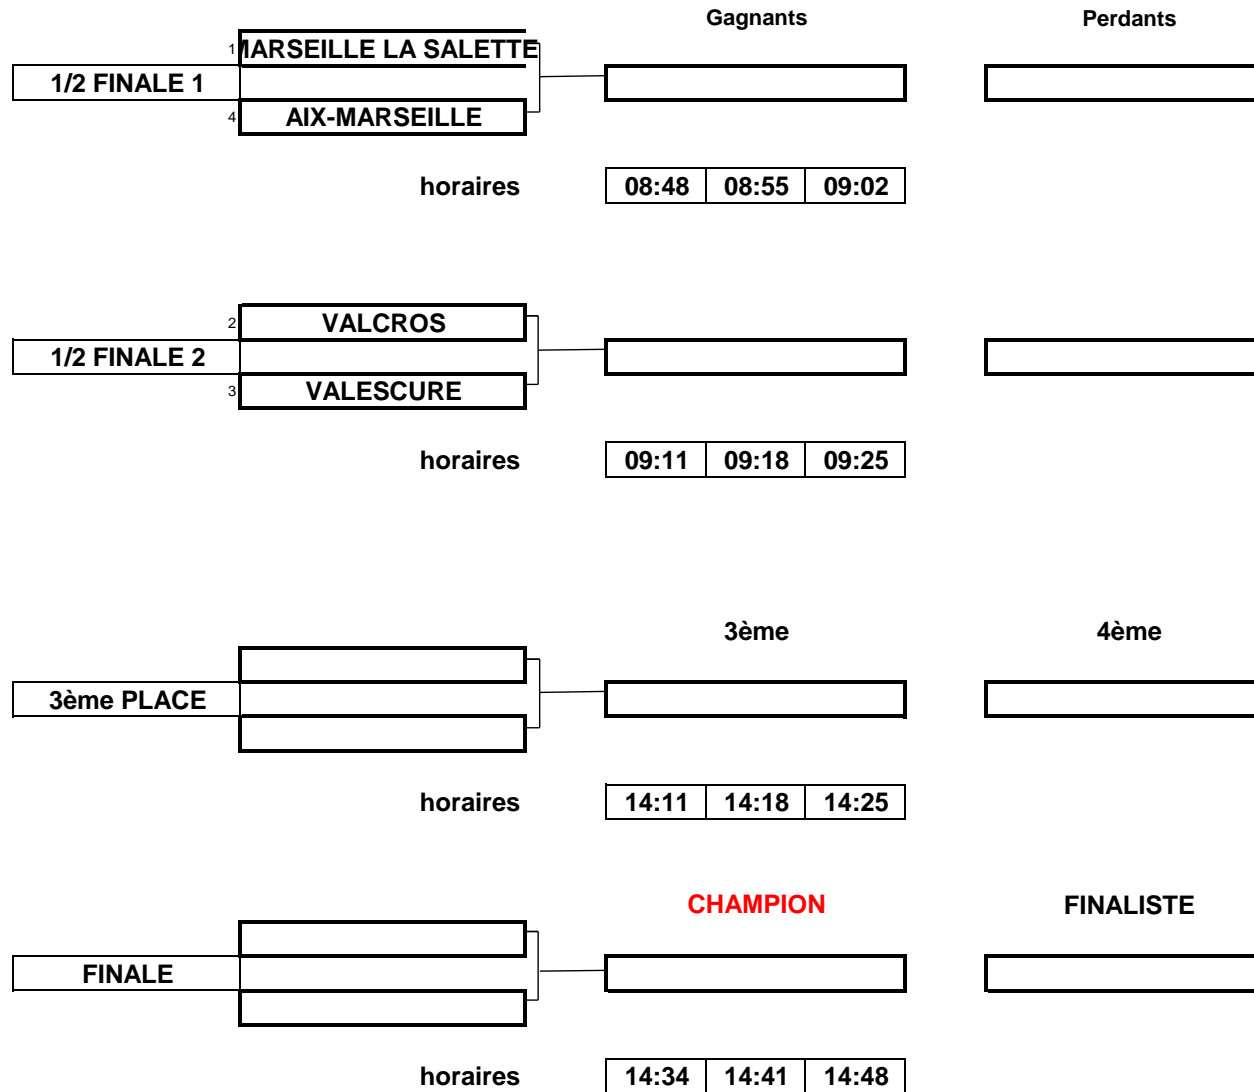 Gagnants Perdants
1 MARSEILLE LA SALETTE
1/2 FINALE 1
4 AIX-MARSEILLE
horaires 08:48 08:55 09:02
2 VALCROS
1/2 FINALE 2
3 VALESCURE
horaires 09:11 09:18 09:25
3ème 4ème
3ème PLACE
horaires 14:11 14:18 14:25
CHAMPION FINALISTE
FINALE
horaires 14:34 14:41 14:48